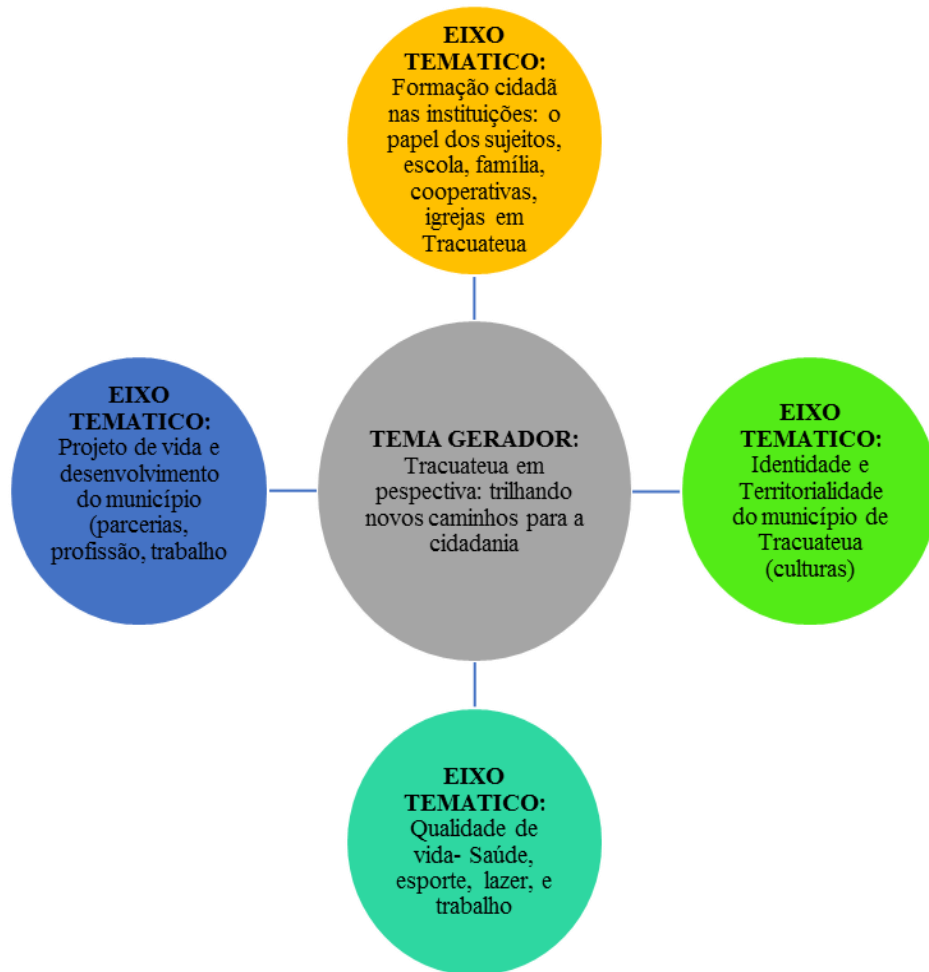 EIXO
TEMATICO:
Formação cidadã
nas instituições: o
papel dos sujeitos,
escola, família,
cooperativas,
igrejas em
Tracuateua
EIXO
TEMATICO:
Projeto de vida e
desenvolvimento
do município
(parcerias,
profissão, trabalho
TEMA GERADOR:
Tracuateua em
pespectiva: trilhando
novos caminhos para a
cidadania
EIXO
TEMATICO:
Identidade e
Territorialidade
do município de
Tracuateua
(culturas)
EIXO
TEMATICO:
Qualidade de
vida- Saúde,
esporte, lazer, e
trabalho